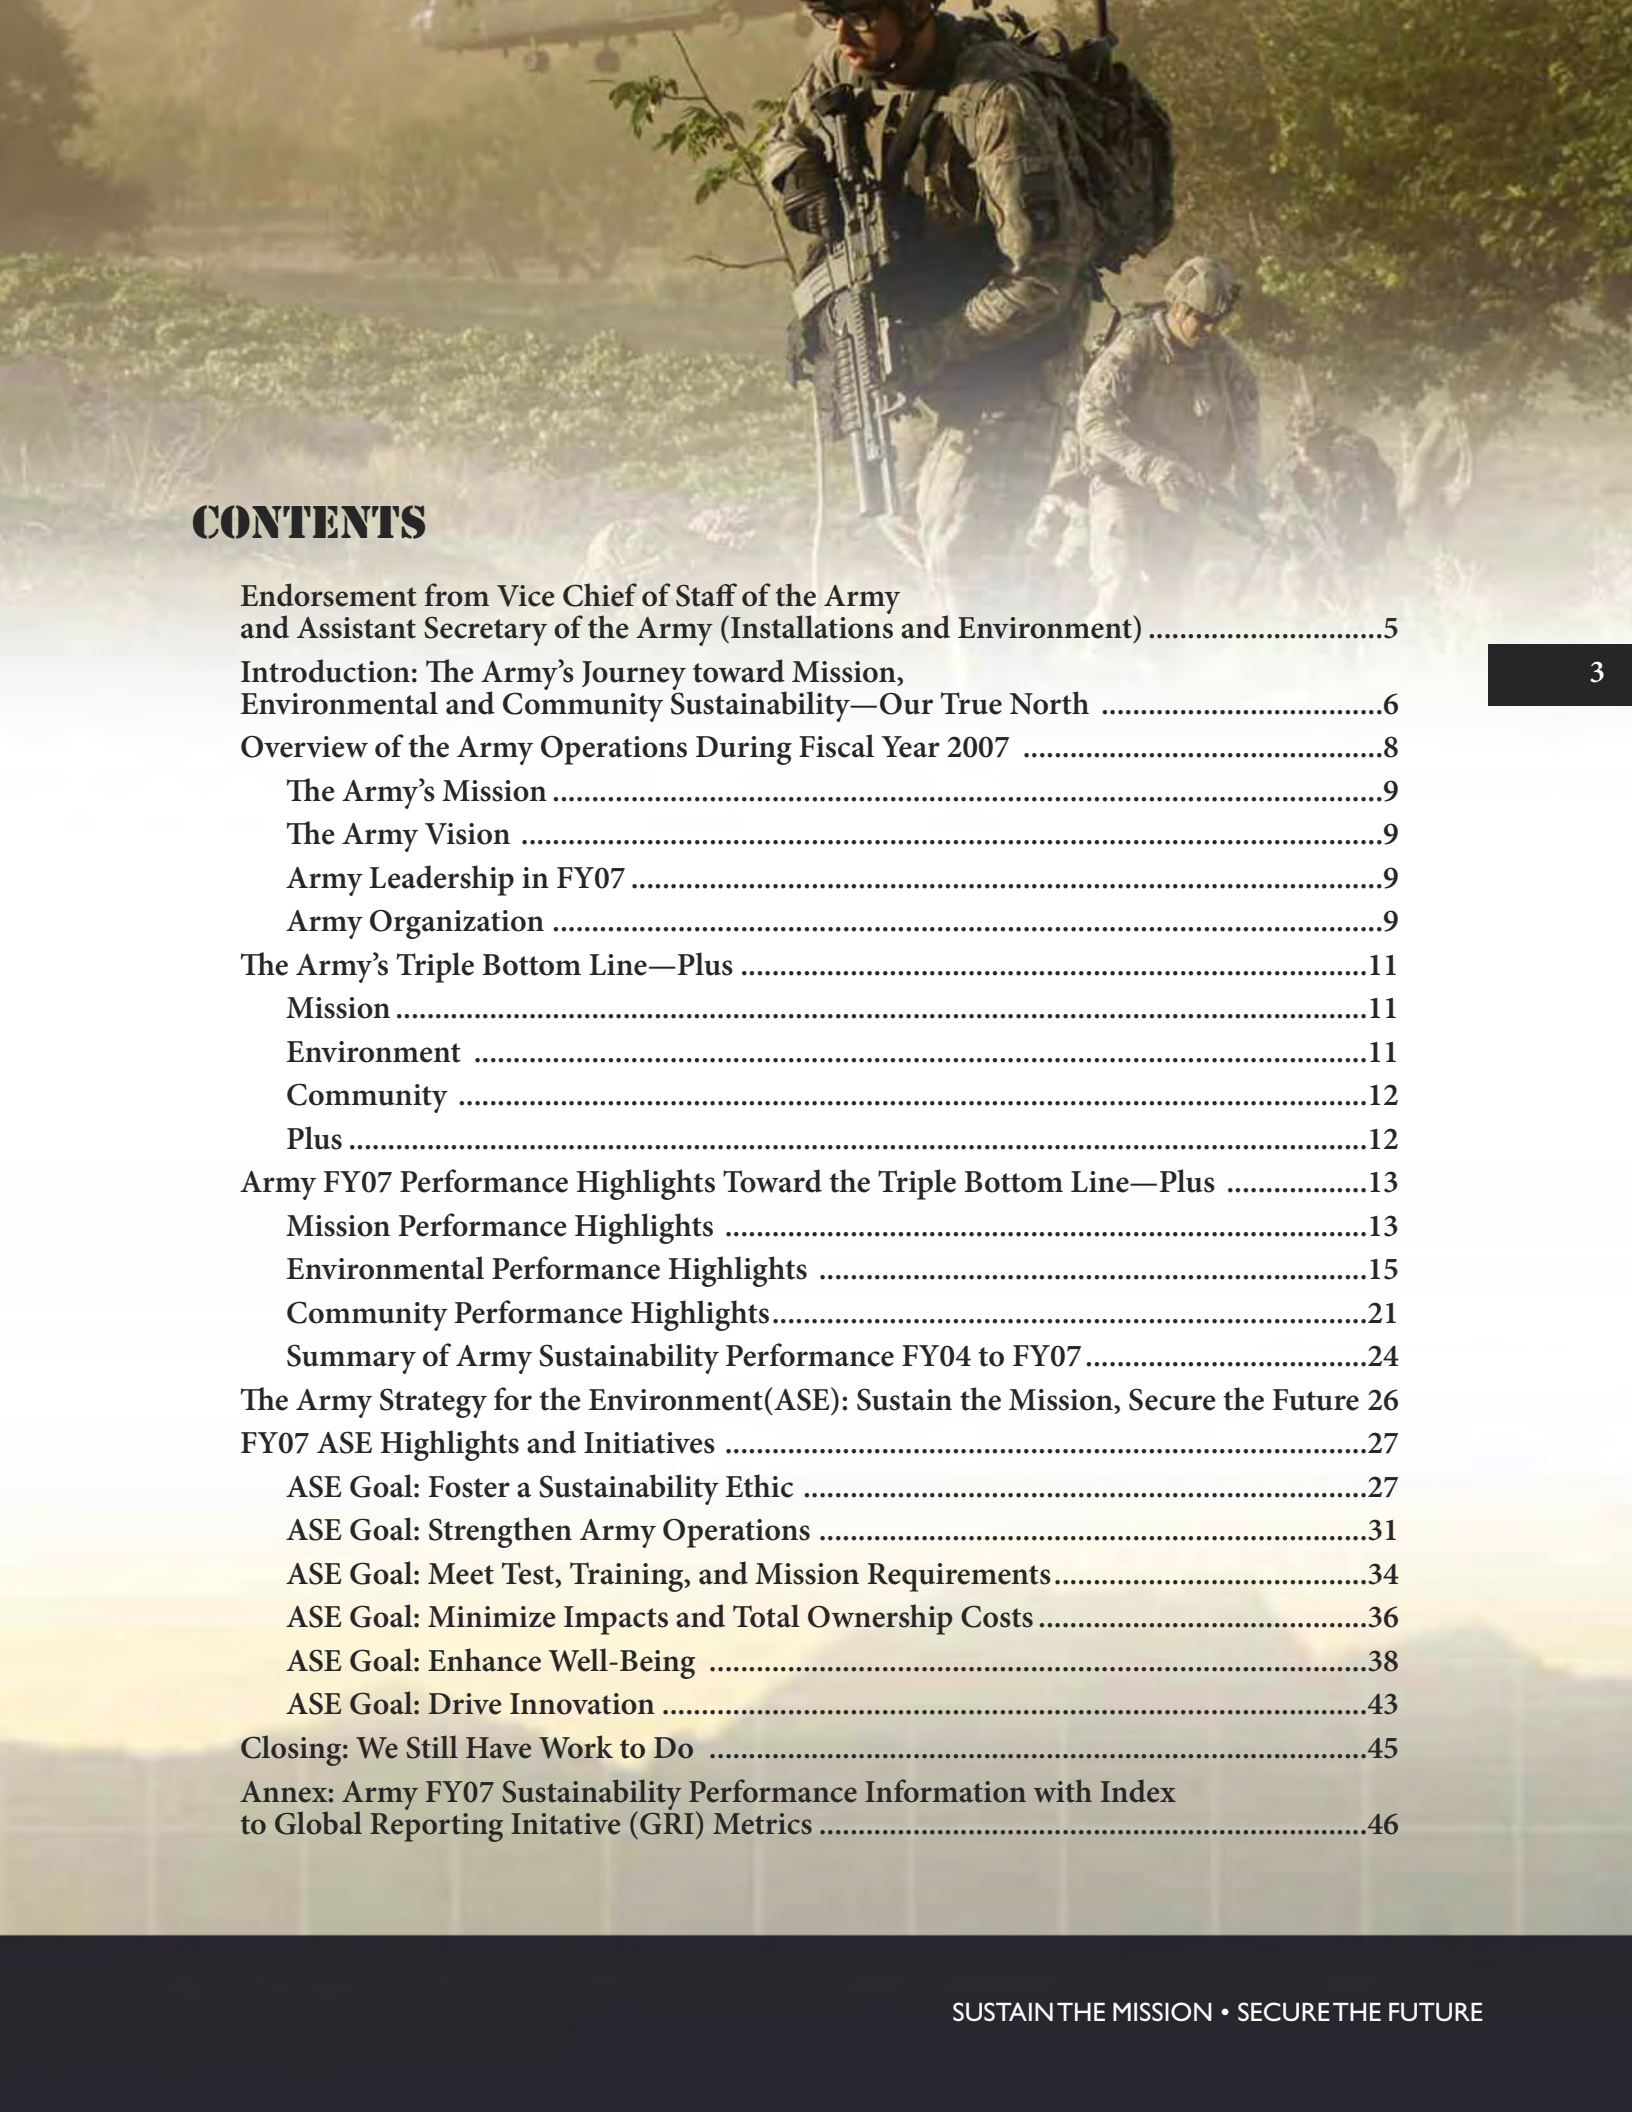 CONTENTS
Endorsement from Vice Chief of Staff of the Army
and Assistant Secretary of the Army (Installations and Environment) ..............................5
Introduction: The Army's Journey toward Mission,
Environmental and Community Sustainability—Our True North ....................................6
Overview of the Army Operations During Fiscal Year 2007 ..............................................8
The Army's Mission ...........................................................................................................9
The Army Vision ...............................................................................................................9
Army Leadership in FY07 .................................................................................................9
Army Organization ...........................................................................................................9
The Army's Triple Bottom Line—Plus ................................................................................11
Mission .............................................................................................................................11
Environment ...................................................................................................................11
Community .....................................................................................................................12
Plus ...................................................................................................................................12
Army FY07 Performance Highlights Toward the Triple Bottom Line—Plus ..................13
Mission Performance Highlights ...................................................................................13
Environmental Performance Highlights .......................................................................15
Community Performance Highlights.............................................................................21
Summary of Army Sustainability Performance FY04 to FY07....................................24
The Army Strategy for the Environment(ASE): Sustain the Mission, Secure the Future 26
FY07 ASE Highlights and Initiatives ...................................................................................27
ASE Goal: Foster a Sustainability Ethic .........................................................................27
ASE Goal: Strengthen Army Operations .......................................................................31
ASE Goal: Meet Test, Training, and Mission Requirements........................................34
ASE Goal: Minimize Impacts and Total Ownership Costs ..........................................36
ASE Goal: Enhance Well-Being .....................................................................................38
ASE Goal: Drive Innovation ...........................................................................................43
Closing: We Still Have Work to Do .....................................................................................45
Annex: Army FY07 Sustainability Performance Information with Index
to Global Reporting Initative (GRI) Metrics ......................................................................46
3
SUSTAIN THE MISSION • SECURE THE FUTURE